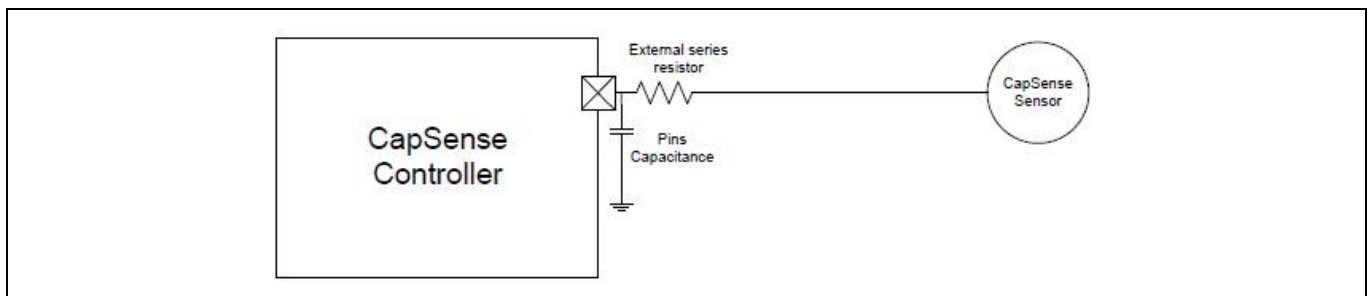 External series
resistor
CapSense
Sensor
CapSense
Controller
Pins
Capacitance